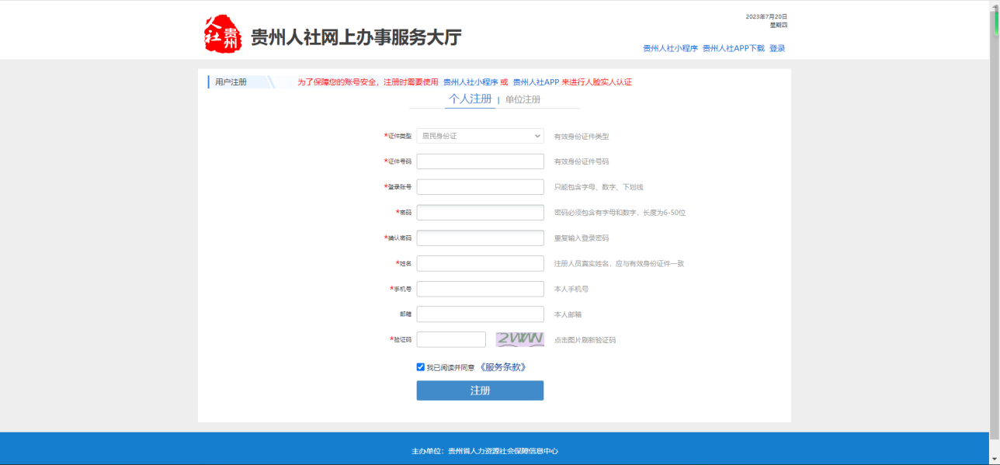 2023年7月20日
星期四
人社贵州
贵州人社网上办事服务大厅
贵州人社小程序 贵州人社APP下载 登录
用户注册 为了保障您的账号安全，注册时需要使用 贵州人社小程序 或 贵州人社APP 来进行人脸实人认证
个人注册 | 单位注册
*证件类型 居民身份证 有效身份证件类型
*证件号码 有效身份证件号码
*登录账号 只能包含字母、数字、下划线
*密码 密码必须包含有字母和数字，长度为6-50位
*确认密码 重复输入登录密码
*姓名 注册人员真实姓名，应与有效身份证件一致
*手机号 本人手机号
邮箱 本人邮箱
*验证码 点击图片刷新验证码
我已阅读并同意 《服务条款》
注册
主办单位：贵州省人力资源社会保障信息中心